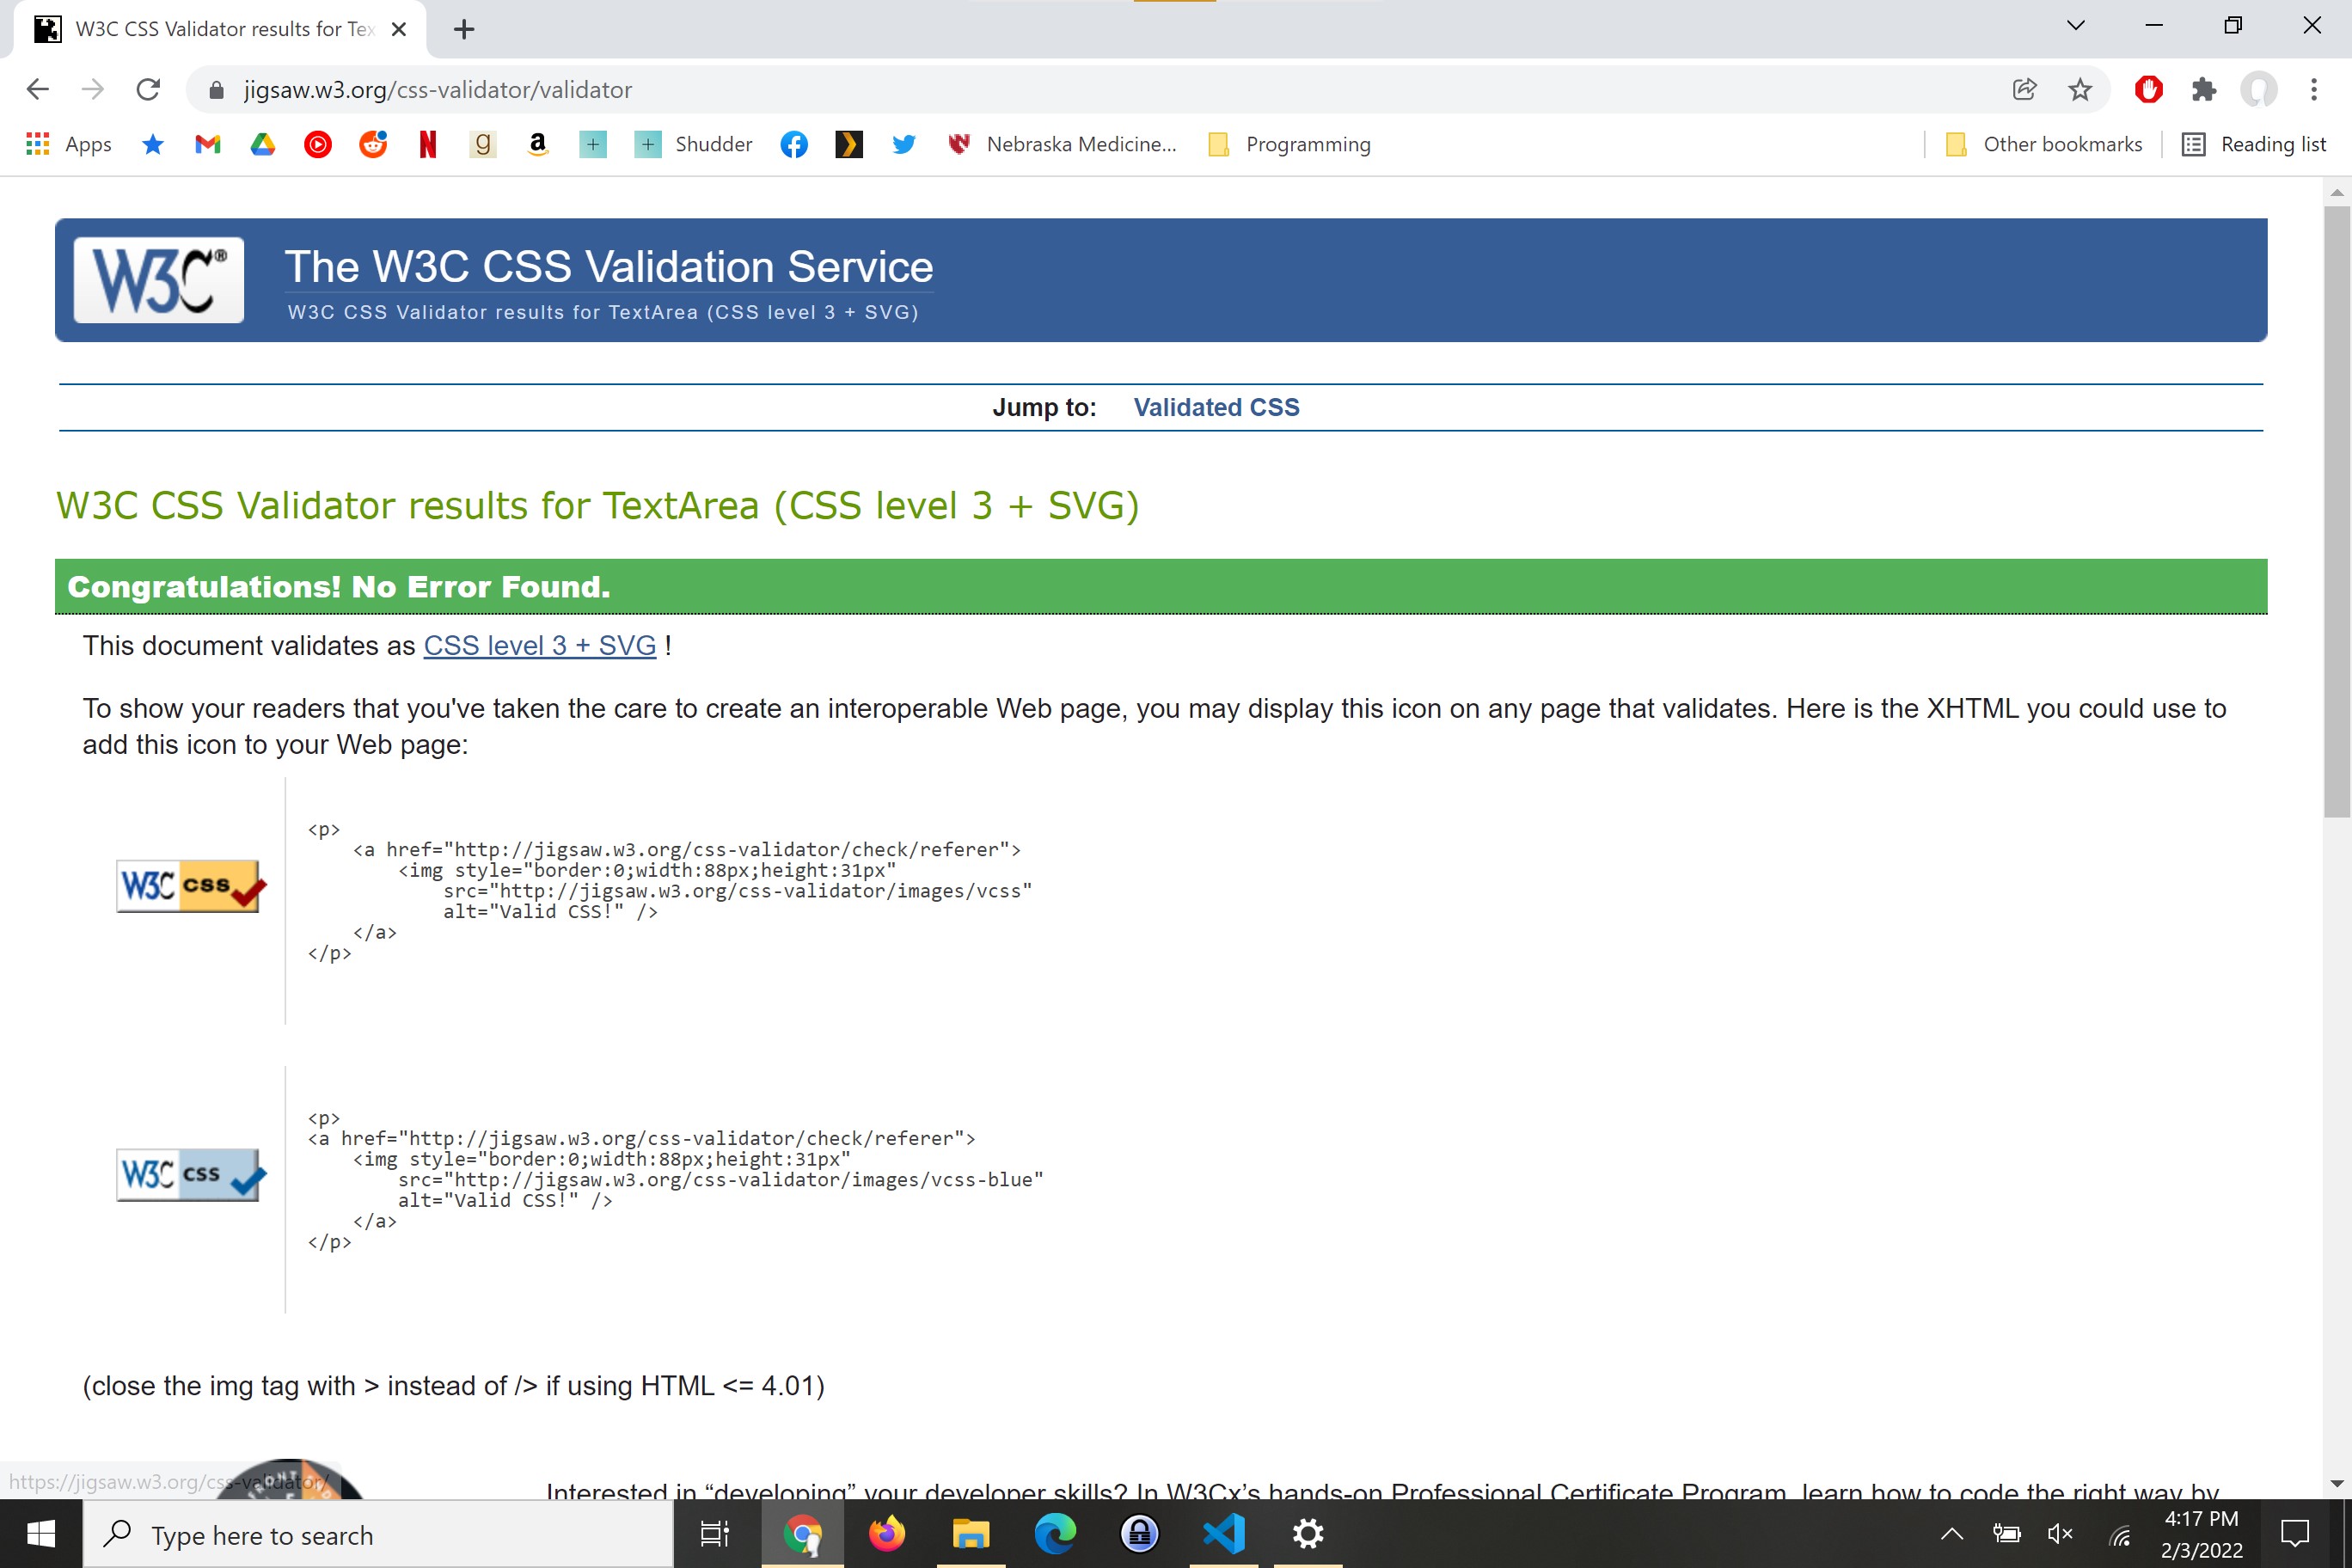 W3C CSS Validator results for Tex
jigsaw.w3.org/css-validator/validator
Apps
g
a
Shudder
Nebraska Medicine...
Programming
Other bookmarks
Reading list
W3C®
The W3C CSS Validation Service
W3C CSS Validator results for TextArea (CSS level 3 + SVG)
Jump to: Validated CSS
W3C CSS Validator results for TextArea (CSS level 3 + SVG)
Congratulations! No Error Found.
This document validates as CSS level 3 + SVG !
To show your readers that you've taken the care to create an interoperable Web page, you may display this icon on any page that validates. Here is the XHTML you could use to
add this icon to your Web page:
W3C css
<p>
<a href="http://jigsaw.w3.org/css-validator/check/referer">
<img style="border:0;width:88px;height:31px"
src="http://jigsaw.w3.org/css-validator/images/vcss"
alt="Valid CSS!" />
</a>
</p>
W3C css
<p>
<a href="http://jigsaw.w3.org/css-validator/check/referer">
<img style="border:0;width:88px;height:31px"
src="http://jigsaw.w3.org/css-validator/images/vcss-blue"
alt="Valid CSS!" />
</a>
</p>
(close the img tag with > instead of /> if using HTML <= 4.01)
https://jigsaw.w3.org/css-validator/
Interested in “developing” your developer skills? In W3Cx’s hands-on Professional Certificate Program, learn how to code the right way by
Type here to search
4:17 PM
2/3/2022